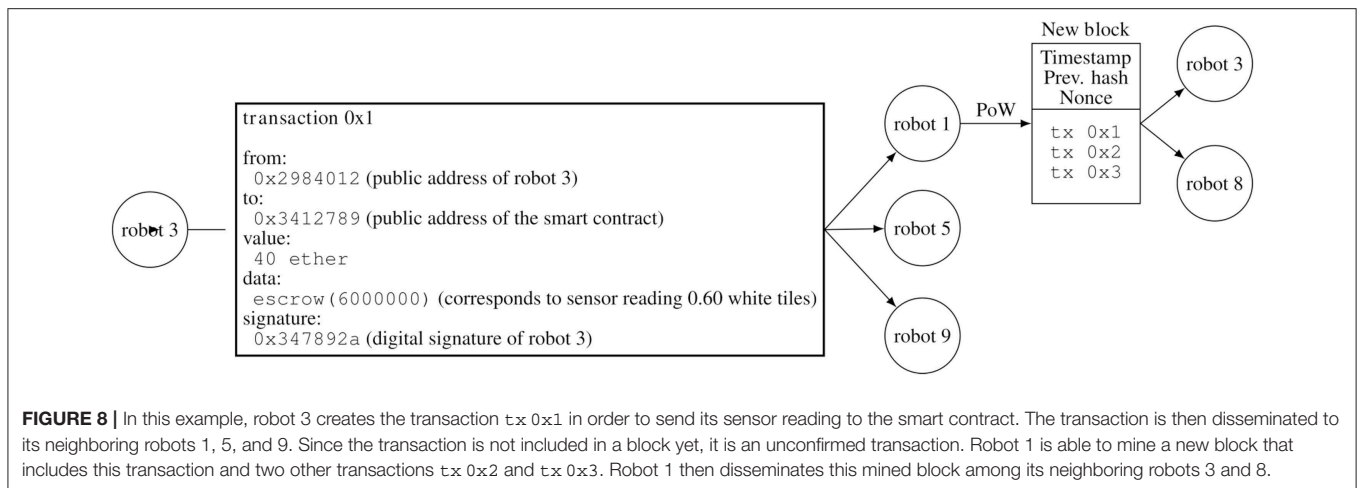 robot 3
transaction 0x1
from:
0x2984012 (public address of robot 3)
to:
0x3412789 (public address of the smart contract)
value:
40 ether
data:
escrow(6000000) (corresponds to sensor reading 0.60 white tiles)
signature:
0x347892a (digital signature of robot 3)
robot 1
robot 5
robot 9
PoW
New block
Timestamp
Prev. hash
Nonce
tx 0x1
tx 0x2
tx 0x3
robot 3
robot 8
FIGURE 8 | In this example, robot 3 creates the transaction tx 0x1 in order to send its sensor reading to the smart contract. The transaction is then disseminated to
its neighboring robots 1, 5, and 9. Since the transaction is not included in a block yet, it is an unconfirmed transaction. Robot 1 is able to mine a new block that
includes this transaction and two other transactions tx 0x2 and tx 0x3. Robot 1 then disseminates this mined block among its neighboring robots 3 and 8.